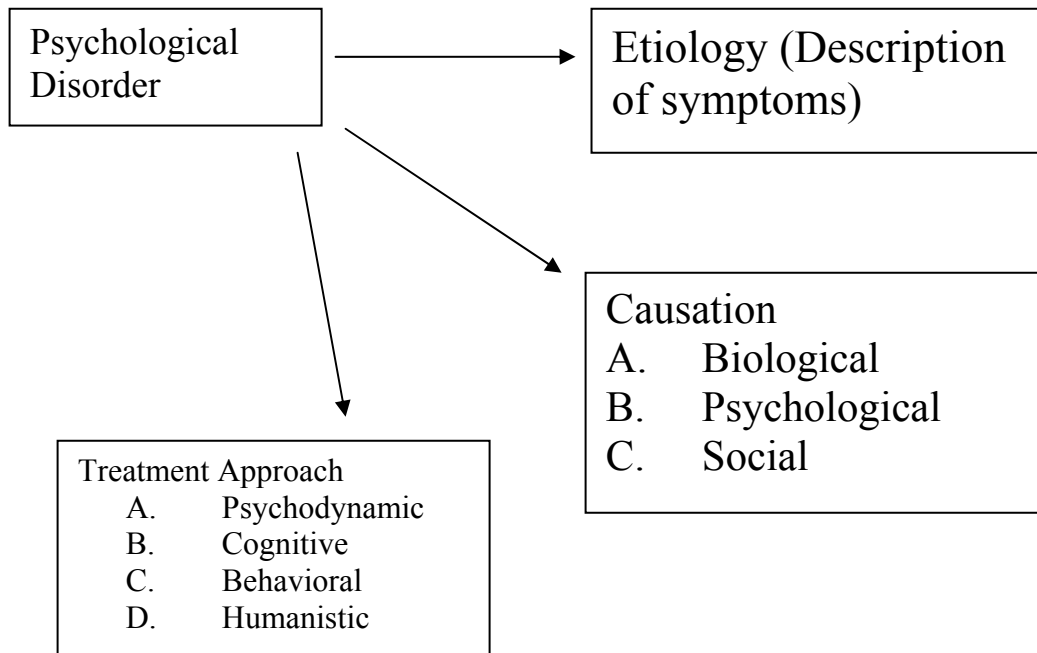 Psychological
Disorder
Etiology (Description
of symptoms)
Causation
A. Biological
B. Psychological
C. Social
Treatment Approach
A. Psychodynamic
B. Cognitive
C. Behavioral
D. Humanistic